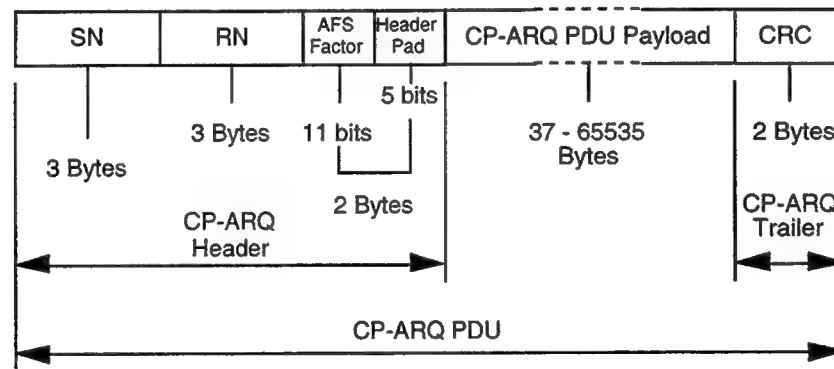 SN RN AFS Factor Header Pad CP-ARQ PDU Payload CRC
5 bits
3 Bytes
3 Bytes
11 bits
37 - 65535 Bytes
2 Bytes
2 Bytes
CP-ARQ Header
CP-ARQ Trailer
CP-ARQ PDU